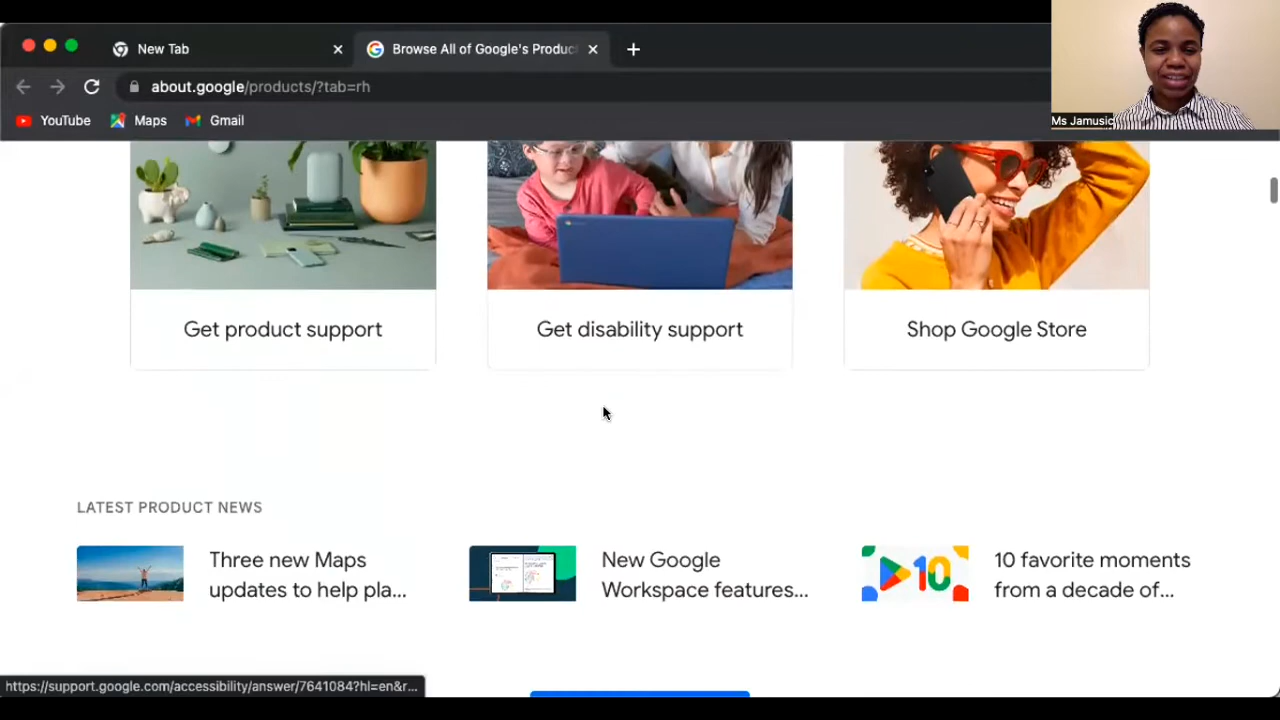 New Tab
Browse All of Google's Produc
about.google/products/?tab=rh
YouTube
Maps
Gmail
Ms Jamusic
Get product support
Get disability support
Shop Google Store
LATEST PRODUCT NEWS
Three new Maps
updates to help pla...
New Google
Workspace features...
10
10 favorite moments
from a decade of...
https://support.google.com/accessibility/answer/7641084?hl=en&r...